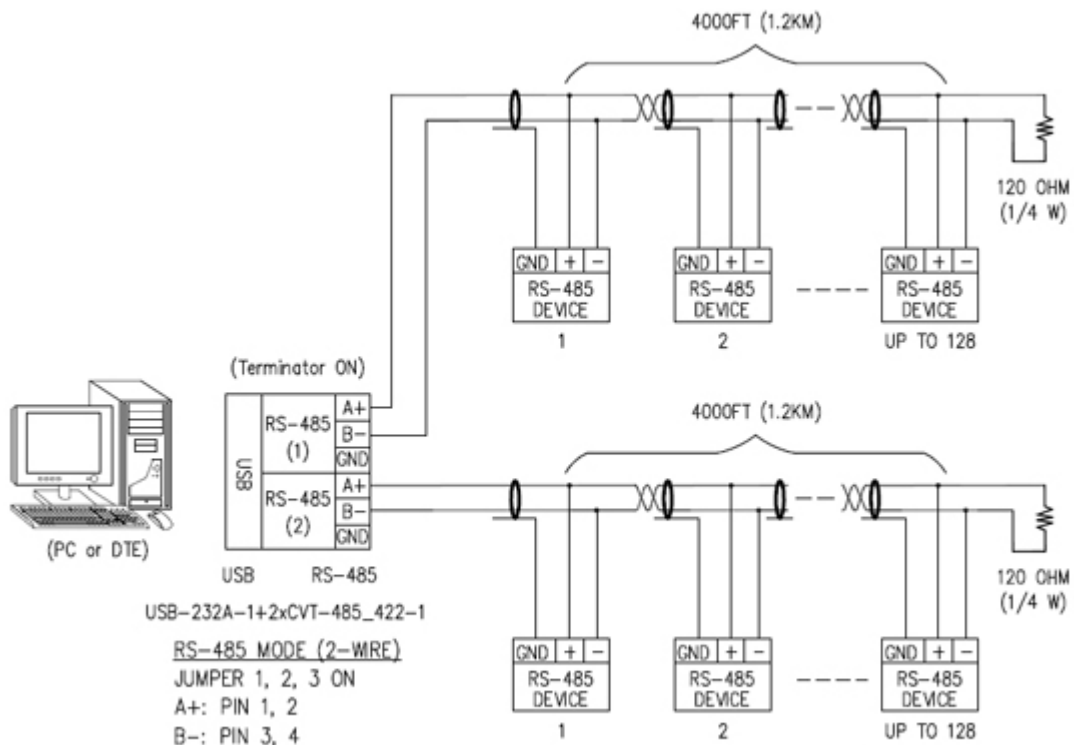 4000FT (1.2KM)
120 OHM
(1/4 W)
GND + -
RS-485
DEVICE
1
GND + -
RS-485
DEVICE
2
GND + -
RS-485
DEVICE
UP TO 128
(Terminator ON)
USB
RS-485
(1)
A+
B-
GND
RS-485
(2)
A+
B-
GND
(PC or DTE)
USB RS-485
USB-232A-1+2xCVT-485_422-1
RS-485 MODE (2-WIRE)
JUMPER 1, 2, 3 ON
A+: PIN 1, 2
B-: PIN 3, 4
4000FT (1.2KM)
120 OHM
(1/4 W)
GND + -
RS-485
DEVICE
1
GND + -
RS-485
DEVICE
2
GND + -
RS-485
DEVICE
UP TO 128